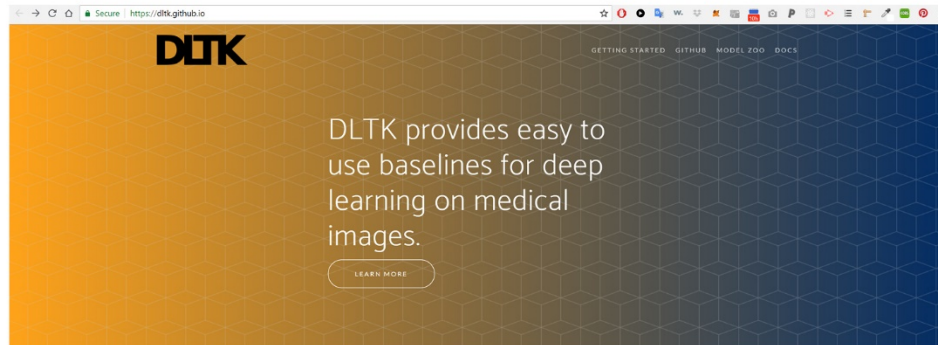 Secure https://dltk.github.io
DLTK
GETTING STARTED GITHUB MODEL ZOO DOCS
DLTK provides easy to
use baselines for deep
learning on medical
images.
LEARN MORE